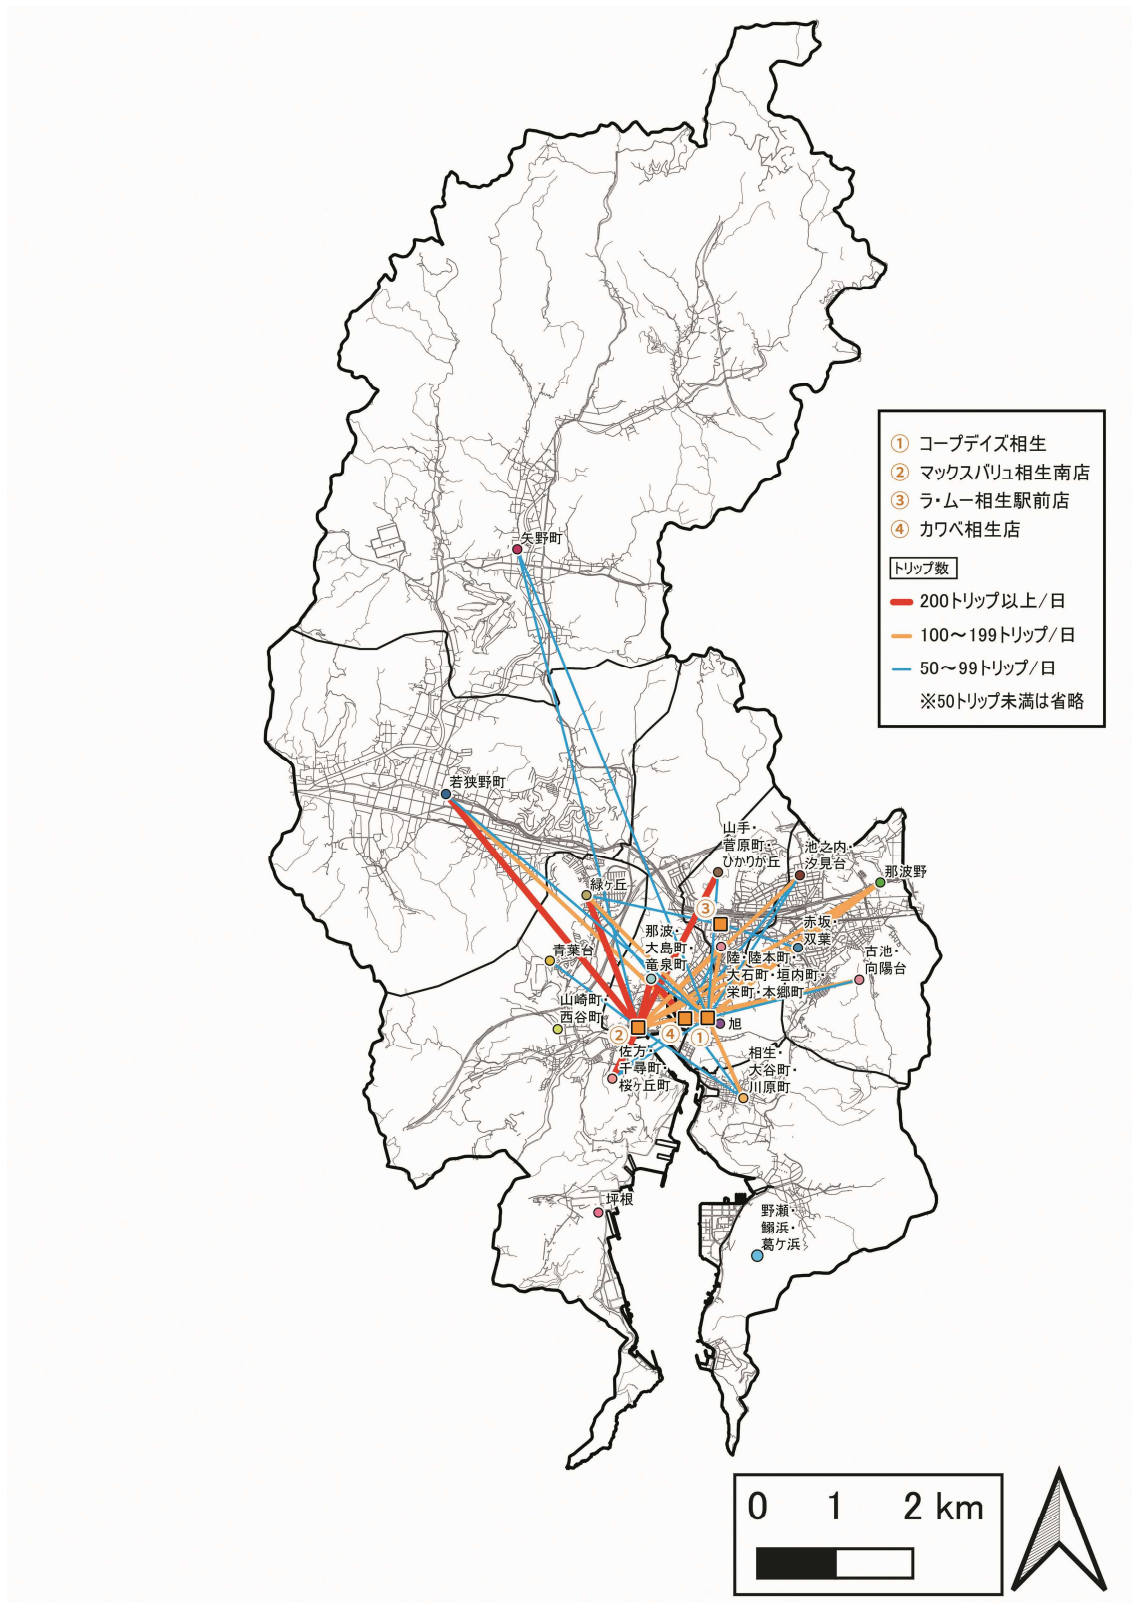 ① コープデイズ相生
② マックスバリュ相生南店
③ ラ・ムー相生駅前店
④ カワベ相生店
トリップ数
200トリップ以上/日
100～199トリップ/日
50～99トリップ/日
※50トリップ未満は省略
矢野町
若狭野町
山手・
菅原町・
ひかりが丘
池之内・
汐見台
那波野
緑ヶ丘
③
赤坂・
双葉
那波・
大島町・
竜泉町
青葉台
陸・陸本町・
大石町・垣内町・
栄町・本郷町
古池・
向陽台
山崎町・
西谷町
②
④
①
旭
佐方・
千尋町・
桜ヶ丘町
相生・
大谷町・
川原町
坪根
野瀬・
鰯浜・
葛ケ浜
0 1 2 km